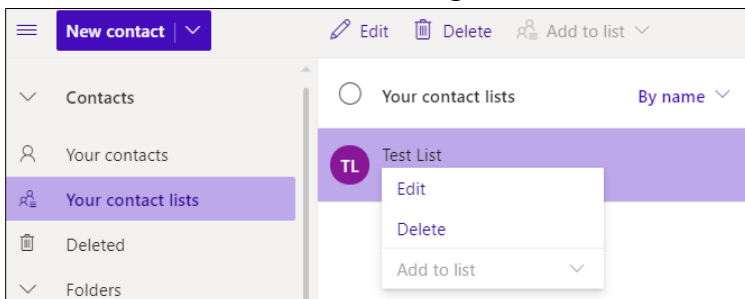 New contact
Edit
Delete
Add to list
Contacts
Your contacts
Your contact lists
Deleted
Folders
Your contact lists
By name
TL
Test List
Edit
Delete
Add to list